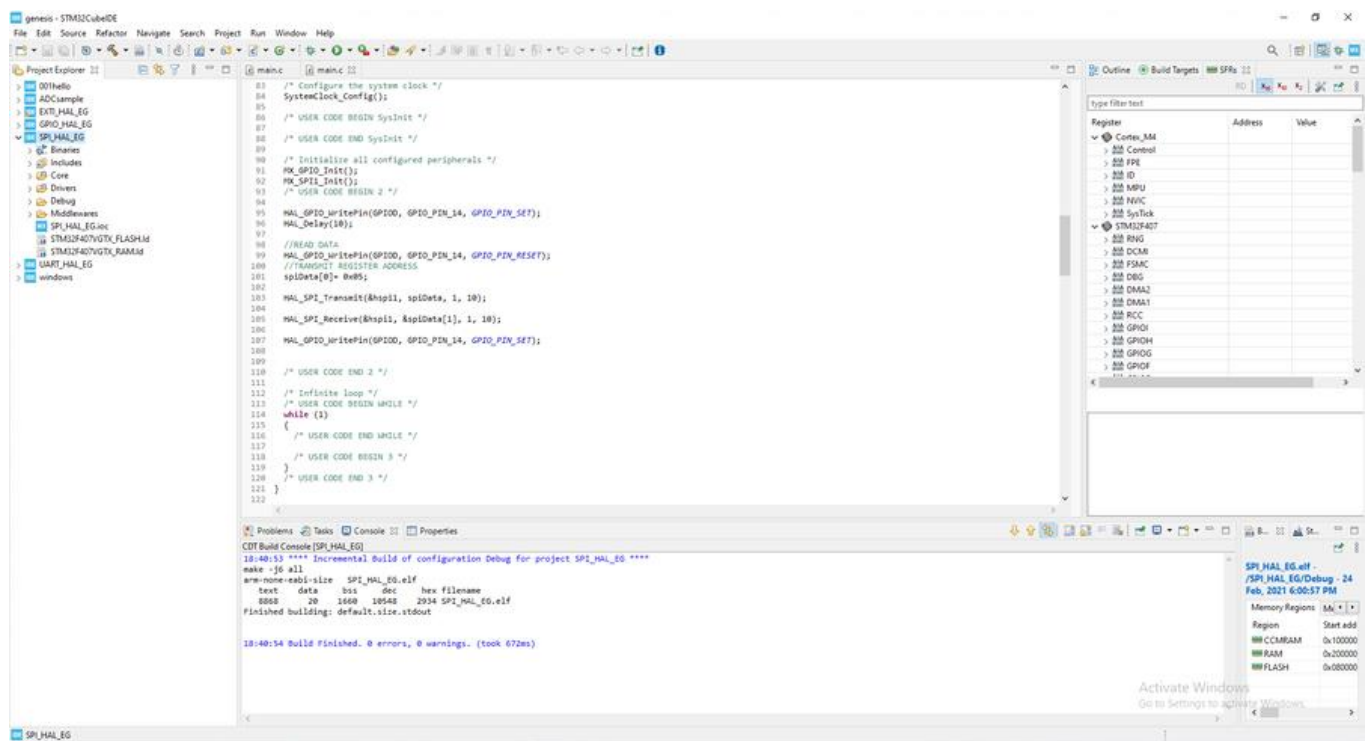 genesis - STM32CubeIDE
File Edit Source Refactor Navigate Search Project Run Window Help
Project Explorer
001hello
ADCsample
EXTI_HAL_EG
GPIO_HAL_EG
SPI_HAL_EG
Binaries
Includes
Core
Drivers
Debug
Middlewares
SPI_HAL_EG.ioc
STM32F407VGTX_FLASH.ld
STM32F407VGTX_RAM.ld
UART_HAL_EG
windows
main.c main.c
83 /* Configure the system clock */
84 SystemClock_Config();
85
86 /* USER CODE BEGIN SysInit */
87
88 /* USER CODE END SysInit */
89
90 /* Initialize all configured peripherals */
91 MX_GPIO_Init();
92 MX_SPI1_Init();
93 /* USER CODE BEGIN 2 */
94
95 HAL_GPIO_WritePin(GPIOD, GPIO_PIN_14, GPIO_PIN_SET);
96 HAL_Delay(10);
97
98 //READ DATA
99 HAL_GPIO_WritePin(GPIOD, GPIO_PIN_14, GPIO_PIN_RESET);
100 //TRANSMIT REGISTER ADDRESS
101 spiData[0]= 0x05;
102
103 HAL_SPI_Transmit(&hspi1, spiData, 1, 10);
104
105 HAL_SPI_Receive(&hspi1, &spiData[1], 1, 10);
106
107 HAL_GPIO_WritePin(GPIOD, GPIO_PIN_14, GPIO_PIN_SET);
108
109
110 /* USER CODE END 2 */
111
112 /* Infinite loop */
113 /* USER CODE BEGIN WHILE */
114 while (1)
115 {
116 /* USER CODE END WHILE */
117
118 /* USER CODE BEGIN 3 */
119 }
120 /* USER CODE END 3 */
121 }
122
Outline Build Targets SFRs
RD X16 X10 X2
type filter text
Register Address Value
Cortex_M4
Control
FPE
ID
MPU
NVIC
SysTick
STM32F407
RNG
DCMI
FSMC
DBG
DMA2
DMA1
RCC
GPIOI
GPIOH
GPIOG
GPIOF
Problems Tasks Console Properties
CDT Build Console [SPI_HAL_EG]
18:40:53 **** Incremental Build of configuration Debug for project SPI_HAL_EG ****
make -j6 all
arm-none-eabi-size SPI_HAL_EG.elf
text data bss dec hex filename
8868 20 1660 10548 2934 SPI_HAL_EG.elf
Finished building: default.size.stdout
18:40:54 Build Finished. 0 errors, 0 warnings. (took 672ms)
B... St...
SPI_HAL_EG.elf -
/SPI_HAL_EG/Debug - 24
Feb, 2021 6:00:57 PM
Memory Regions
Region Start add
CCMRAM 0x100000
RAM 0x200000
FLASH 0x080000
Activate Windows
Go to Settings to activate Windows.
SPI_HAL_EG